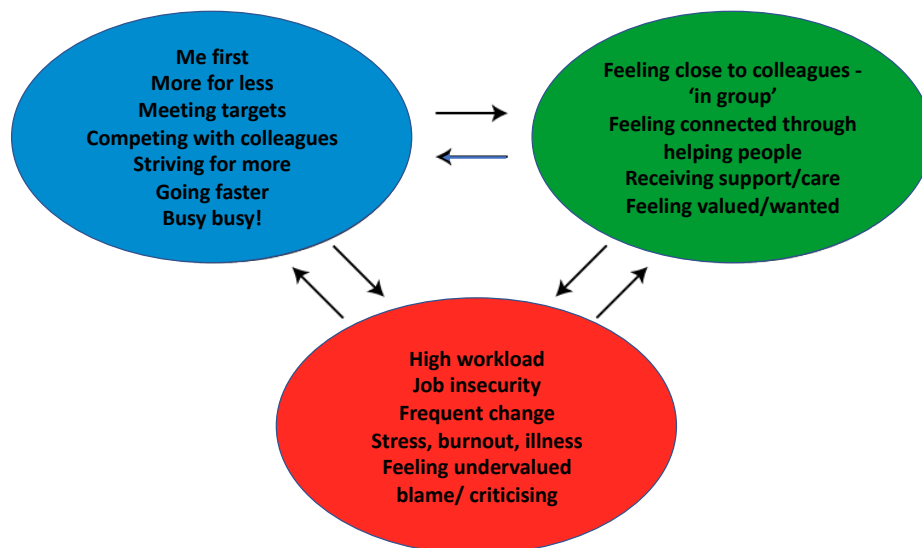 Me first
More for less
Meeting targets
Competing with colleagues
Striving for more
Going faster
Busy busy!
Feeling close to colleagues -
‘in group’
Feeling connected through
helping people
Receiving support/care
Feeling valued/wanted
High workload
Job insecurity
Frequent change
Stress, burnout, illness
Feeling undervalued
blame/ criticising